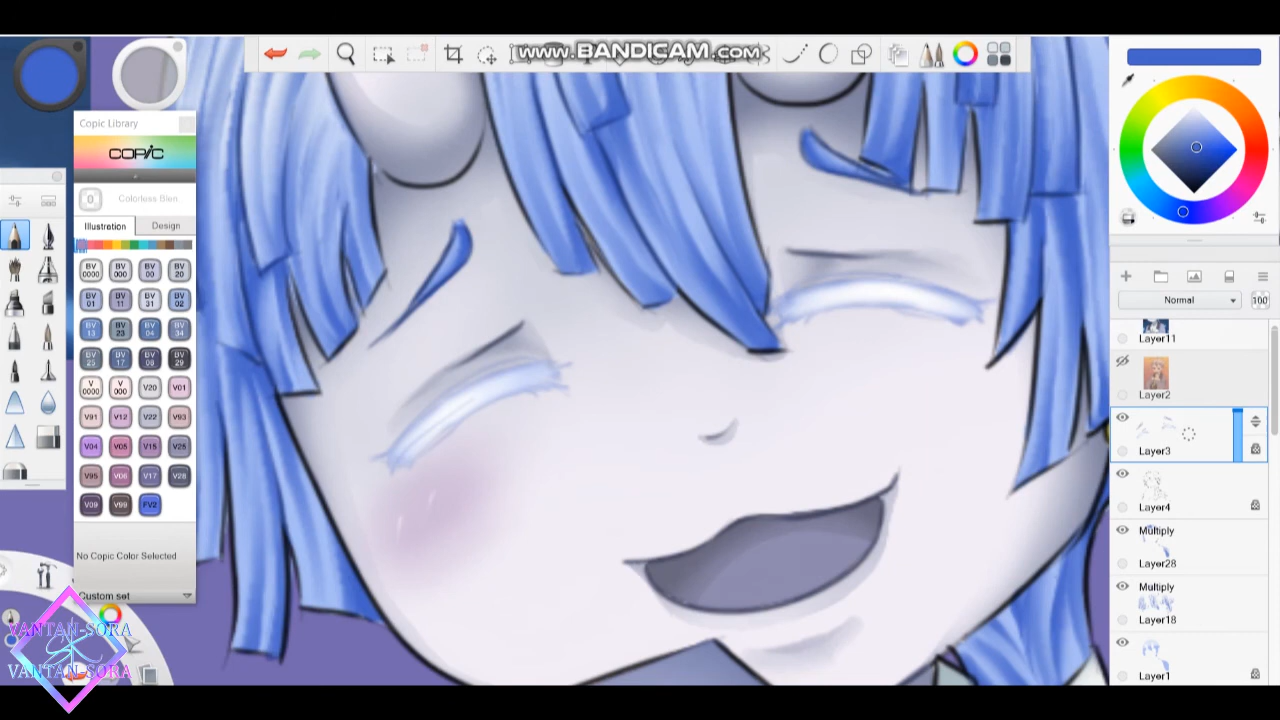 www.BANDICAM.com
Copic Library
COPIC
0
Colorless Blen
Illustration
Design
BV 0000
BV 000
BV 00
BV 20
BV 01
BV 11
BV 31
BV 02
BV 13
BV 23
BV 04
BV 34
BV 25
BV 17
BV 08
BV 29
V 0000
V 000
V20
V01
V91
V12
V22
V93
V04
V05
V15
V25
V95
V06
V17
V28
V09
V99
FV2
No Copic Color Selected
Custom set
VANTAN-SORA
VANTAN-SORA
Normal
100
Layer11
Layer2
Layer3
Layer4
Multiply
Layer28
Multiply
Layer18
Layer1